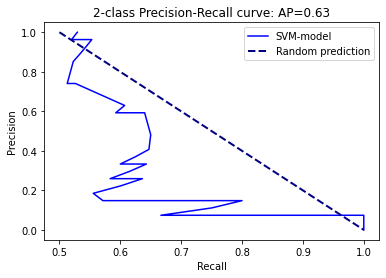 2-class Precision-Recall curve: AP=0.63
SVM-model
Random prediction
Precision
1.0
0.8
0.6
0.4
0.2
0.0
0.5
0.6
0.7
0.8
0.9
1.0
Recall